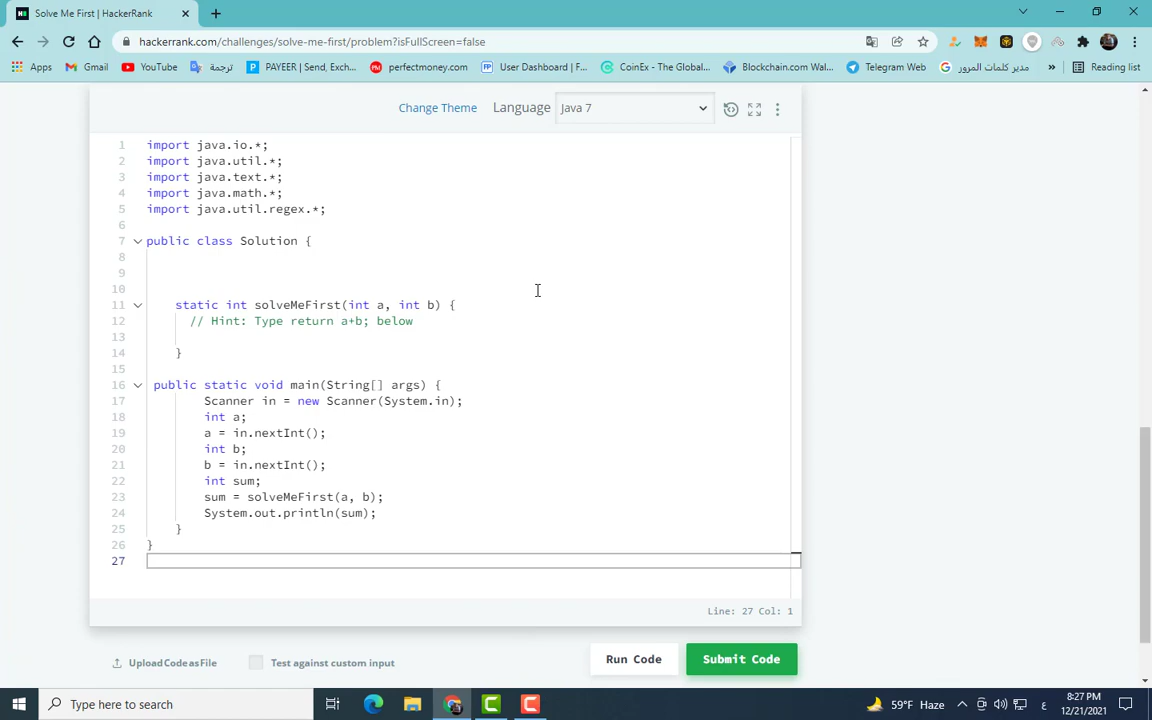 Solve Me First | HackerRank
hackerrank.com/challenges/solve-me-first/problem?isFullScreen=false
Apps Gmail YouTube ترجمة PAYEER | Send, Exch... perfectmoney.com User Dashboard | F... CoinEx - The Global... Blockchain.com Wal... Telegram Web مدير كلمات المرور » Reading list
Change Theme Language Java 7
1 import java.io.*;
2 import java.util.*;
3 import java.text.*;
4 import java.math.*;
5 import java.util.regex.*;
6
7 public class Solution {
8
9
10
11 static int solveMeFirst(int a, int b) {
12 // Hint: Type return a+b; below
13
14 }
15
16 public static void main(String[] args) {
17 Scanner in = new Scanner(System.in);
18 int a;
19 a = in.nextInt();
20 int b;
21 b = in.nextInt();
22 int sum;
23 sum = solveMeFirst(a, b);
24 System.out.println(sum);
25 }
26 }
27
Line: 27 Col: 1
Upload Code as File Test against custom input Run Code Submit Code
Type here to search 59°F Haze ع 8:27 PM
12/21/2021